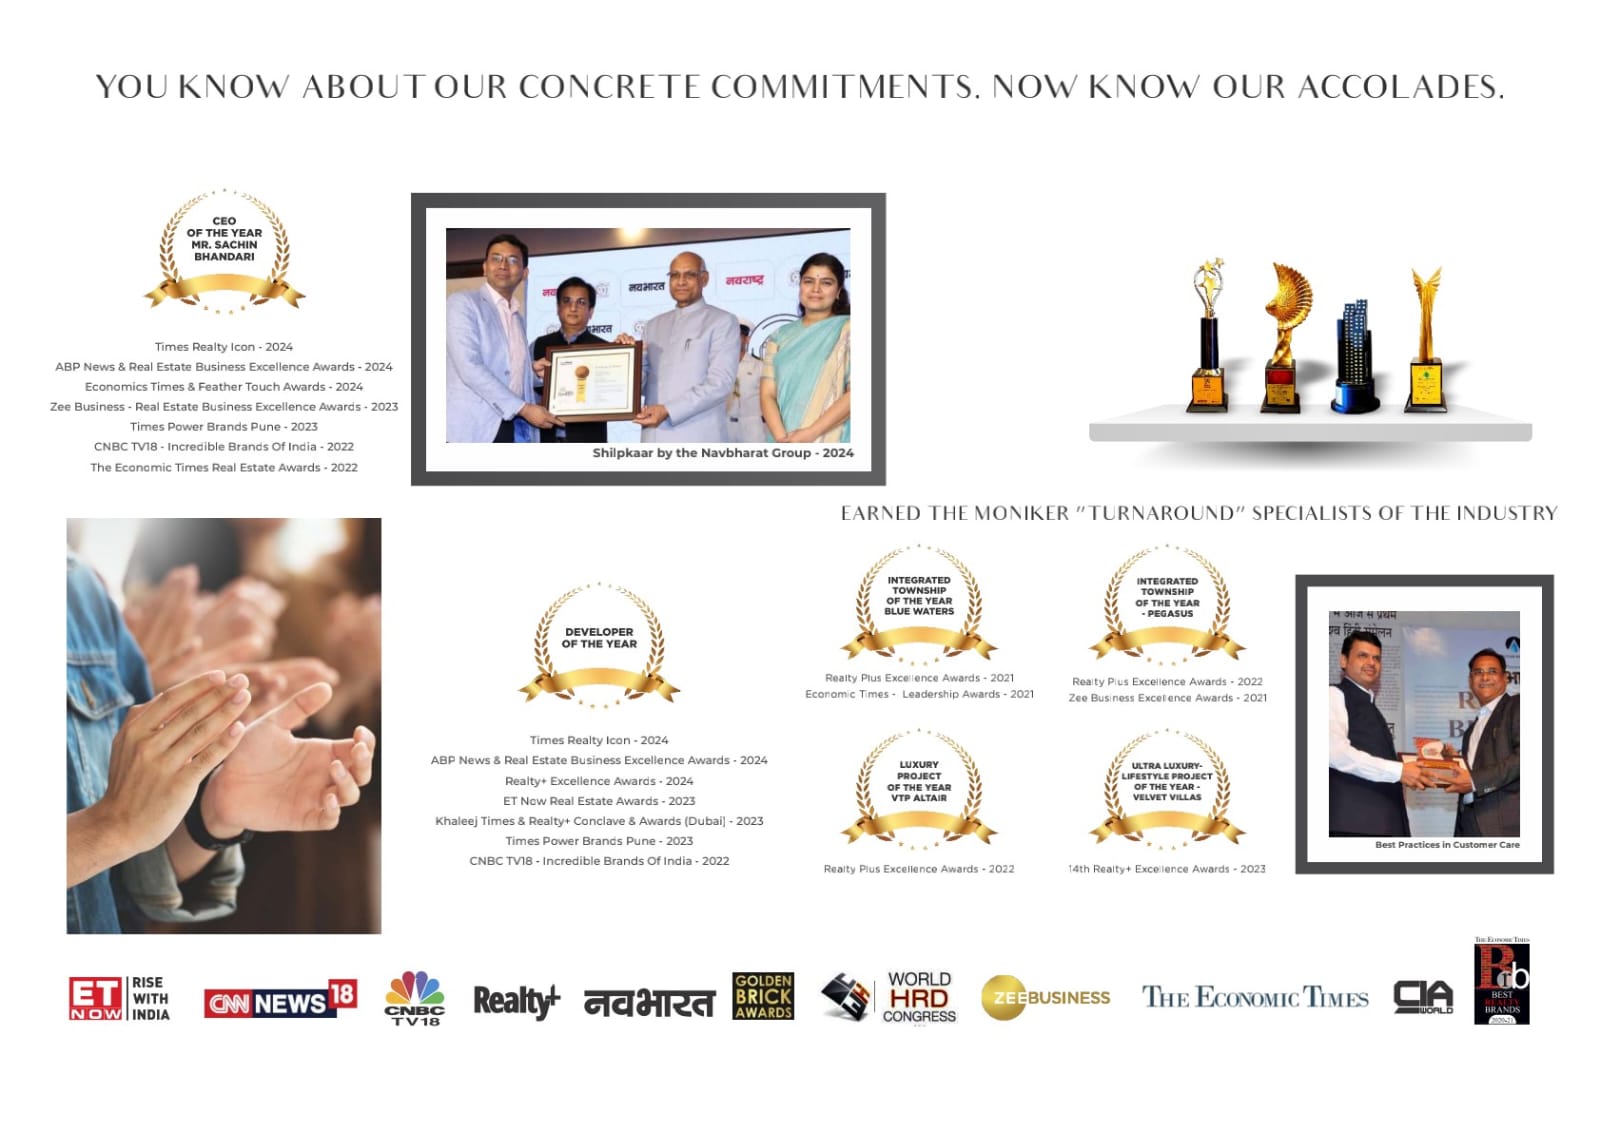 YOU KNOW ABOUT OUR CONCRETE COMMITMENTS. NOW KNOW OUR ACCOLADES.
CEO
OF THE YEAR
MR. SACHIN
BHANDARI
Times Realty Icon - 2024
ABP News & Real Estate Business Excellence Awards - 2024
Economics Times & Feather Touch Awards - 2024
Zee Business - Real Estate Business Excellence Awards - 2023
Times Power Brands Pune - 2023
CNBC TV18 - Incredible Brands Of India - 2022
The Economic Times Real Estate Awards - 2022
नवभारत
नवराष्ट्र
Shilpkaar by the Navbharat Group - 2024
EARNED THE MONIKER "TURNAROUND" SPECIALISTS OF THE INDUSTRY
DEVELOPER
OF THE YEAR
Times Realty Icon - 2024
ABP News & Real Estate Business Excellence Awards - 2024
Realty+ Excellence Awards - 2024
ET Now Real Estate Awards - 2023
Khaleej Times & Realty+ Conclave & Awards (Dubai) - 2023
Times Power Brands Pune - 2023
CNBC TV18 - Incredible Brands Of India - 2022
INTEGRATED
TOWNSHIP
OF THE YEAR
BLUE WATERS
Realty Plus Excellence Awards - 2021
Economic Times - Leadership Awards - 2021
INTEGRATED
TOWNSHIP
OF THE YEAR
- PEGASUS
Realty Plus Excellence Awards - 2022
Zee Business Excellence Awards - 2021
LUXURY
PROJECT
OF THE YEAR
VTP ALTAIR
Realty Plus Excellence Awards - 2022
ULTRA LUXURY-
LIFESTYLE PROJECT
OF THE YEAR -
VELVET VILLAS
14th Realty+ Excellence Awards - 2023
Best Practices in Customer Care
ET NOW
RISE
WITH
INDIA
CNN NEWS 18
CNBC
TV18
Realty+
नवभारत
GOLDEN
BRICK
AWARDS
WORLD
HRD
CONGRESS
ZEEBUSINESS
THE ECONOMIC TIMES
CIA
WORLD
THE ECONOMIC TIMES
BEST
REALTY
BRANDS
2020-21